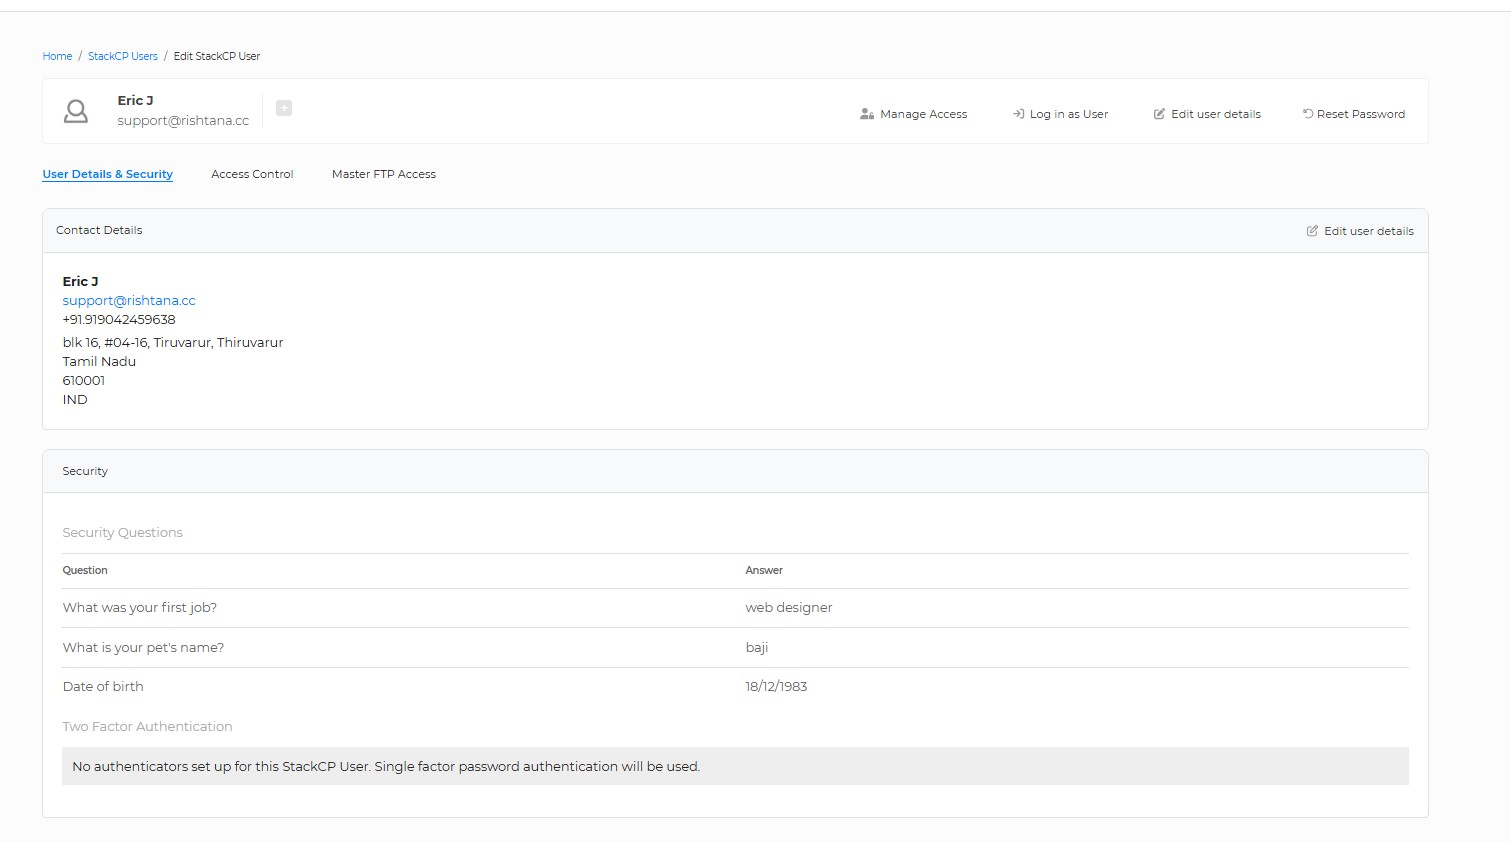 Home / StackCP Users / Edit StackCP User
Eric J
support@rishtana.cc
Manage Access Log in as User Edit user details Reset Password
User Details & Security Access Control Master FTP Access
Contact Details Edit user details
Eric J
support@rishtana.cc
+91.919042459638
blk 16, #04-16, Tiruvarur, Thiruvarur
Tamil Nadu
610001
IND
Security
Security Questions
Question Answer
What was your first job? web designer
What is your pet's name? baji
Date of birth 18/12/1983
Two Factor Authentication
No authenticators set up for this StackCP User. Single factor password authentication will be used.